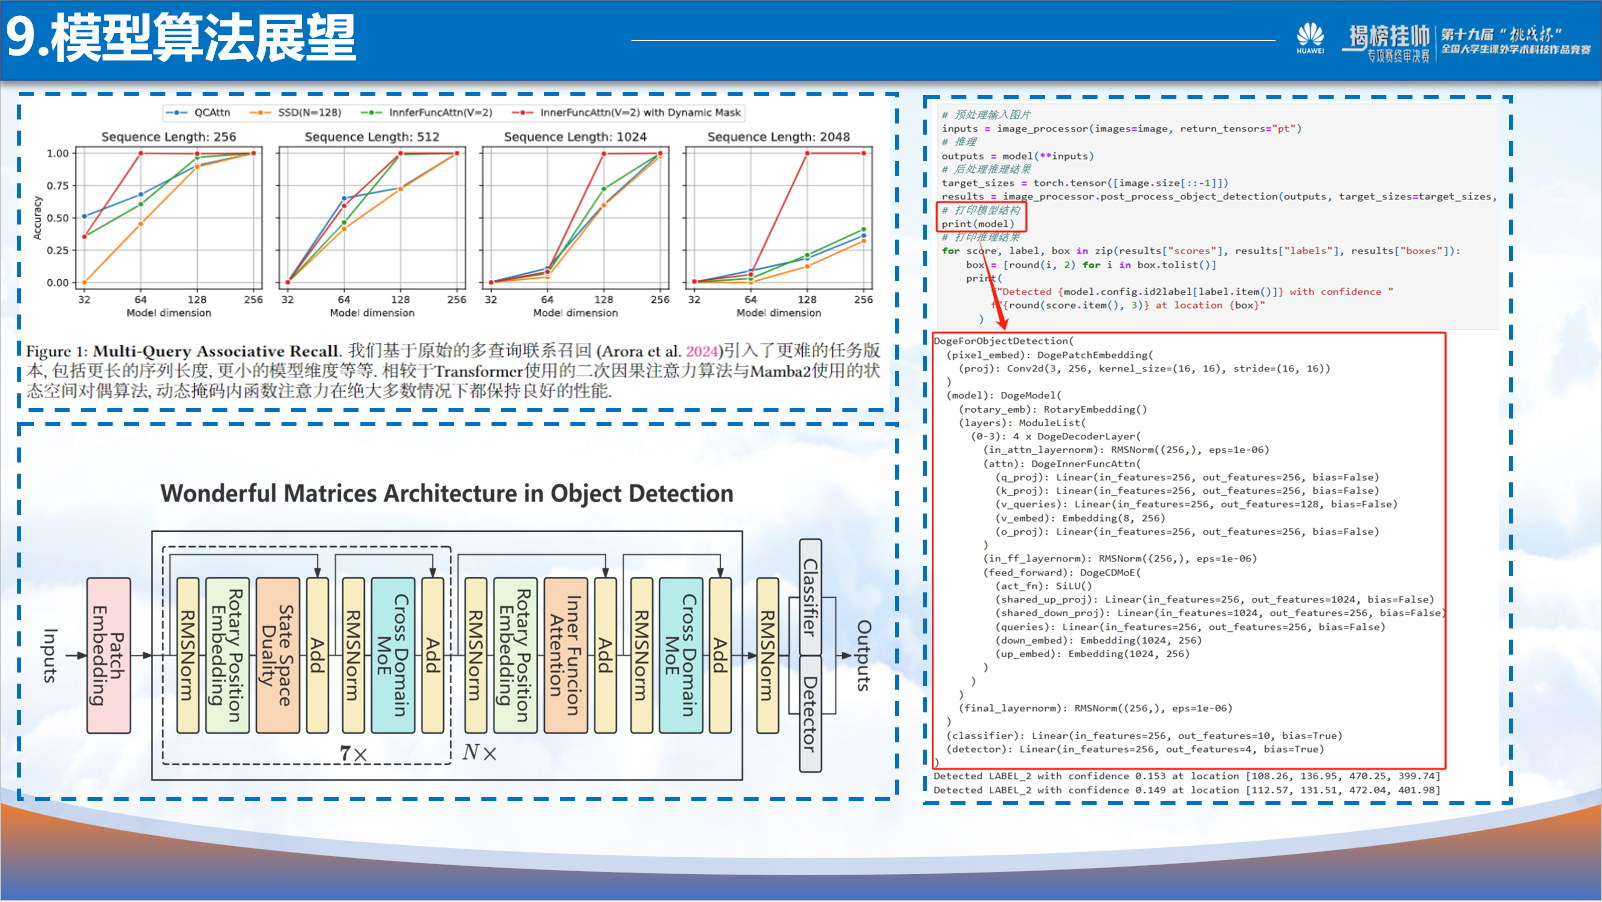 9.模型算法展望
HUAWEI
揭榜挂帅
专项赛终审决赛
第十九届“挑战杯”
全国大学生课外学术科技作品竞赛
QCAttn
SSD(N=128)
InnferFuncAttn(V=2)
InnerFuncAttn(V=2) with Dynamic Mask
Sequence Length: 256
Sequence Length: 512
Sequence Length: 1024
Sequence Length: 2048
Accuracy
1.00
0.75
0.50
0.25
0.00
32 64 128 256
32 64 128 256
32 64 128 256
32 64 128 256
Model dimension
Model dimension
Model dimension
Model dimension
Figure 1: Multi-Query Associative Recall. 我们基于原始的多查询联系召回 (Arora et al. 2024)引入了更难的任务版
本, 包括更长的序列长度, 更小的模型维度等等. 相较于Transformer使用的二次因果注意力算法与Mamba2使用的状
态空间对偶算法, 动态掩码内函数注意力在绝大多数情况下都保持良好的性能.
Wonderful Matrices Architecture in Object Detection
Inputs
Patch
Embedding
RMSNorm
Rotary Position
Embedding
State Space
Duality
Add
RMSNorm
Cross Domain
MoE
Add
7×
RMSNorm
Rotary Position
Embedding
Inner Funcion
Attention
Add
RMSNorm
Cross Domain
MoE
Add
N×
RMSNorm
Classifier
Detector
Outputs
# 预处理输入图片
inputs = image_processor(images=image, return_tensors="pt")
# 推理
outputs = model(**inputs)
# 后处理推理结果
target_sizes = torch.tensor([image.size[::-1]])
results = image_processor.post_process_object_detection(outputs, target_sizes=target_sizes,
# 打印模型结构
print(model)
# 打印推理结果
for score, label, box in zip(results["scores"], results["labels"], results["boxes"]):
    box = [round(i, 2) for i in box.tolist()]
    print(
        "Detected {model.config.id2label[label.item()]} with confidence "
        f"{round(score.item(), 3)} at location {box}"
    )
DogeForObjectDetection(
  (pixel_embed): DogePatchEmbedding(
    (proj): Conv2d(3, 256, kernel_size=(16, 16), stride=(16, 16))
  )
  (model): DogeModel(
    (rotary_emb): RotaryEmbedding()
    (layers): ModuleList(
      (0-3): 4 x DogeDecoderLayer(
        (in_attn_layernorm): RMSNorm((256,), eps=1e-06)
        (attn): DogeInnerFuncAttn(
          (q_proj): Linear(in_features=256, out_features=256, bias=False)
          (k_proj): Linear(in_features=256, out_features=256, bias=False)
          (v_queries): Linear(in_features=256, out_features=128, bias=False)
          (v_embed): Embedding(8, 256)
          (o_proj): Linear(in_features=256, out_features=256, bias=False)
        )
        (in_ff_layernorm): RMSNorm((256,), eps=1e-06)
        (feed_forward): DogeCDMoE(
          (act_fn): SiLU()
          (shared_up_proj): Linear(in_features=256, out_features=1024, bias=False)
          (shared_down_proj): Linear(in_features=1024, out_features=256, bias=False)
          (queries): Linear(in_features=256, out_features=256, bias=False)
          (down_embed): Embedding(1024, 256)
          (up_embed): Embedding(1024, 256)
        )
      )
    )
    (final_layernorm): RMSNorm((256,), eps=1e-06)
  )
  (classifier): Linear(in_features=256, out_features=10, bias=True)
  (detector): Linear(in_features=256, out_features=4, bias=True)
)
Detected LABEL_2 with confidence 0.153 at location [108.26, 136.95, 470.25, 399.74]
Detected LABEL_2 with confidence 0.149 at location [112.57, 131.51, 472.04, 401.98]